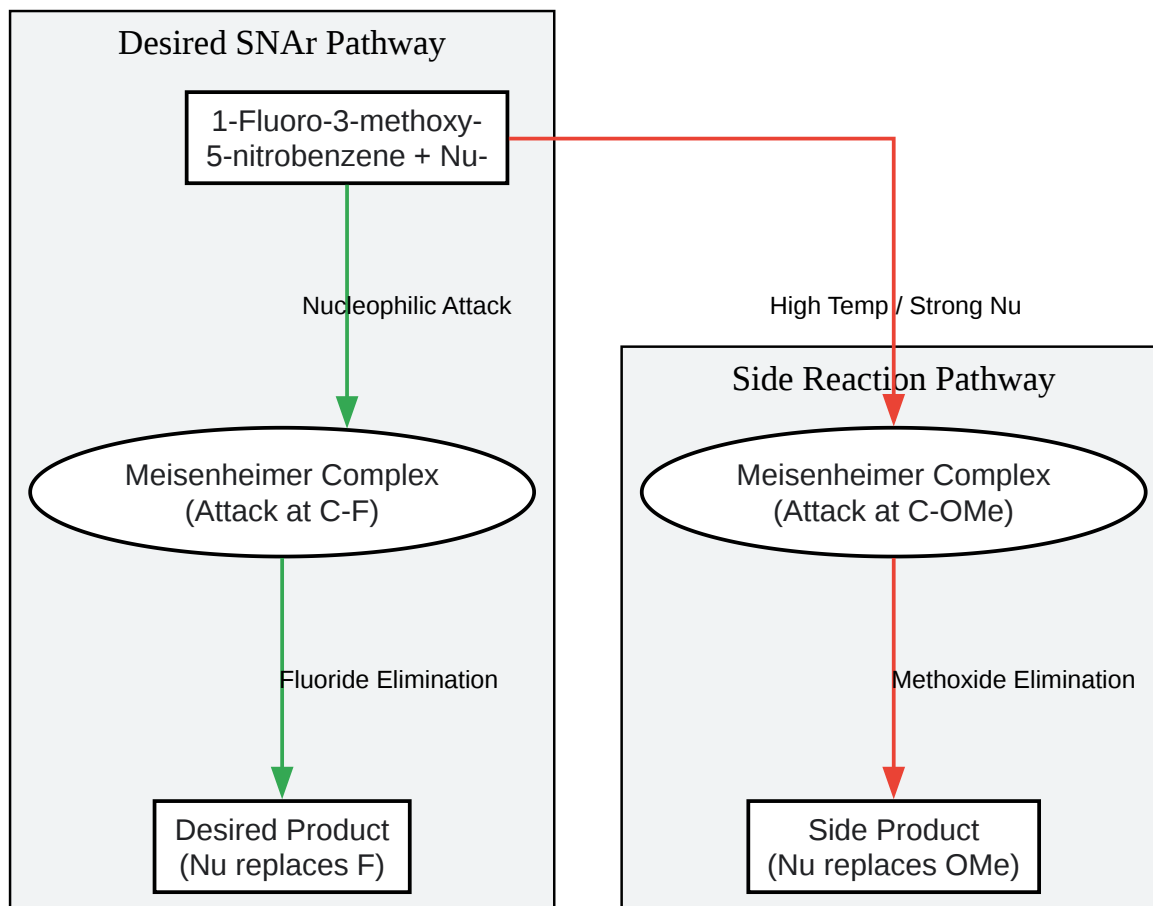 Desired SNAr Pathway
1-Fluoro-3-methoxy-
5-nitrobenzene + Nu-
Nucleophilic Attack
High Temp / Strong Nu
Side Reaction Pathway
Meisenheimer Complex
(Attack at C-F)
Meisenheimer Complex
(Attack at C-OMe)
Fluoride Elimination
Methoxide Elimination
Desired Product
(Nu replaces F)
Side Product
(Nu replaces OMe)